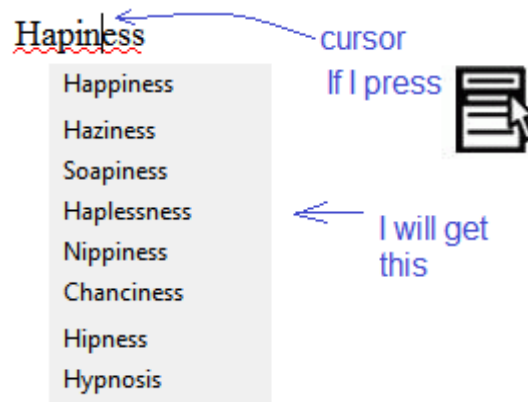 Hapiness
cursor
If I press
Happiness
Haziness
Soapiness
Haplessness
Nippiness
Chanciness
Hipness
Hypnosis
I will get
this